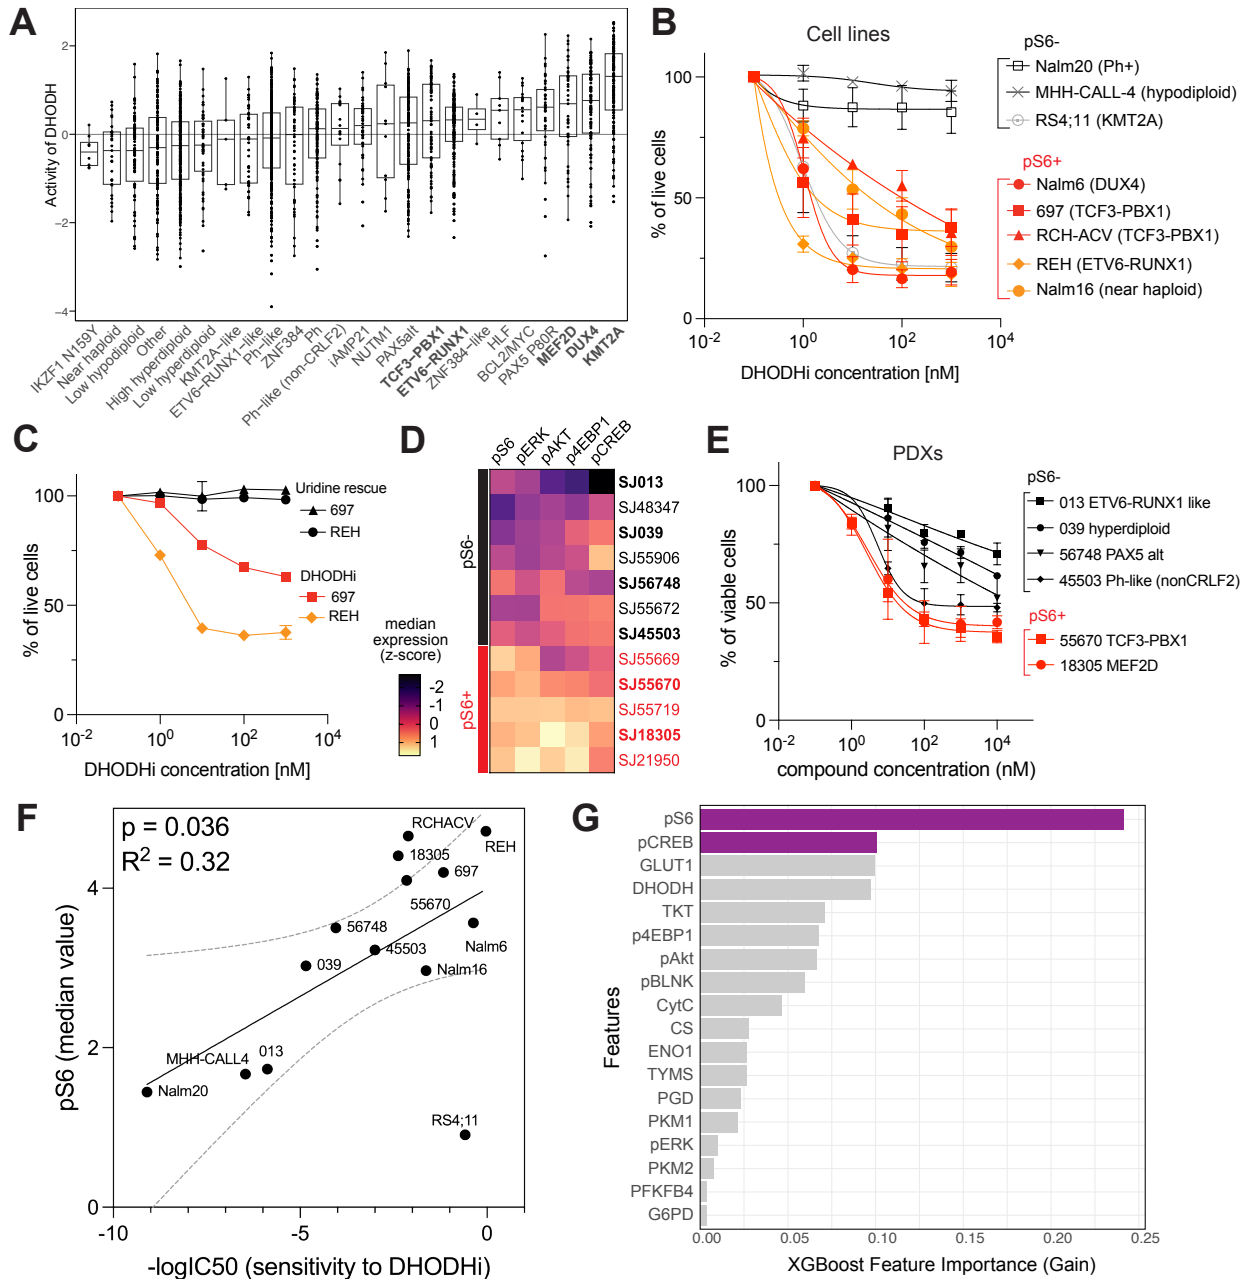 A
Activity of DHODH
2
0
−2
−4
IKZF1 N159Y
Near haploid
Low hypodiploid
Other
High hyperdiploid
Low hyperdiploid
KMT2A−like
ETV6−RUNX1−like
Ph−like
ZNF384
Ph
Ph−like (non−CRLF2)
iAMP21
NUTM1
PAX5alt
TCF3−PBX1
ETV6−RUNX1
ZNF384−like
HLF
BCL2/MYC
PAX5 P80R
MEF2D
DUX4
KMT2A
B
Cell lines
% of live cells
100
50
0
10-2
100
102
104
DHODHi concentration [nM]
pS6-
Nalm20 (Ph+)
MHH-CALL-4 (hypodiploid)
RS4;11 (KMT2A)
pS6+
Nalm6 (DUX4)
697 (TCF3-PBX1)
RCH-ACV (TCF3-PBX1)
REH (ETV6-RUNX1)
Nalm16 (near haploid)
C
% of live cells
100
50
0
10-2
100
102
104
DHODHi concentration [nM]
Uridine rescue
697
REH
DHODHi
697
REH
D
pS6
pERK
pAKT
p4EBP1
pCREB
pS6-
pS6+
SJ013
SJ48347
SJ039
SJ55906
SJ56748
SJ55672
SJ45503
SJ55669
SJ55670
SJ55719
SJ18305
SJ21950
median
expression
(z-score)
-2
-1
0
1
E
PDXs
% of viable cells
100
50
0
10-2
100
102
104
compound concentration (nM)
pS6-
013 ETV6-RUNX1 like
039 hyperdiploid
56748 PAX5 alt
45503 Ph-like (nonCRLF2)
pS6+
55670 TCF3-PBX1
18305 MEF2D
F
p = 0.036
R2 = 0.32
pS6 (median value)
4
2
0
-10
-5
0
-logIC50 (sensitivity to DHODHi)
RCHACV
REH
18305
697
55670
56748
Nalm6
45503
039
Nalm16
MHH-CALL4
013
Nalm20
RS4;11
G
Features
pS6
pCREB
GLUT1
DHODH
TKT
p4EBP1
pAkt
pBLNK
CytC
CS
ENO1
TYMS
PGD
PKM1
pERK
PKM2
PFKFB4
G6PD
0.00
0.05
0.10
0.15
0.20
0.25
XGBoost Feature Importance (Gain)